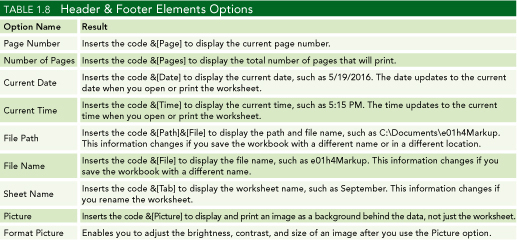 TABLE 1.8 Header & Footer Elements Options
Option Name Result
Page Number Inserts the code &[Page] to display the current page number.
Number of Pages Inserts the code &[Pages] to display the total number of pages that will print.
Current Date Inserts the code &[Date] to display the current date, such as 5/19/2016. The date updates to the current
date when you open or print the worksheet.
Current Time Inserts the code &[Time] to display the current time, such as 5:15 PM. The time updates to the current
time when you open or print the worksheet.
File Path Inserts the code &[Path]&[File] to display the path and file name, such as C:\Documents\e01h4Markup.
This information changes if you save the workbook with a different name or in a different location.
File Name Inserts the code &[File] to display the file name, such as e01h4Markup. This information changes if you
save the workbook with a different name.
Sheet Name Inserts the code &[Tab] to display the worksheet name, such as September. This information changes if
you rename the worksheet.
Picture Inserts the code &[Picture] to display and print an image as a background behind the data, not just the worksheet.
Format Picture Enables you to adjust the brightness, contrast, and size of an image after you use the Picture option.